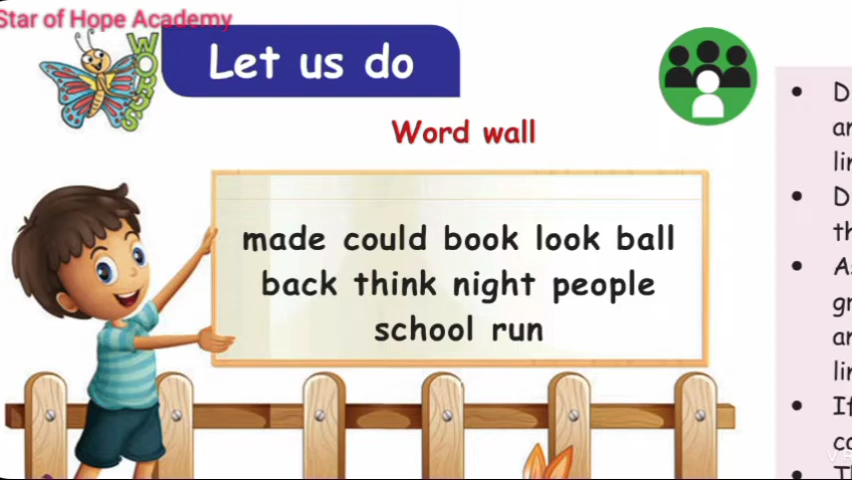 Star of Hope Academy
WORDS
Let us do
Word wall
made could book look ball
back think night people
school run